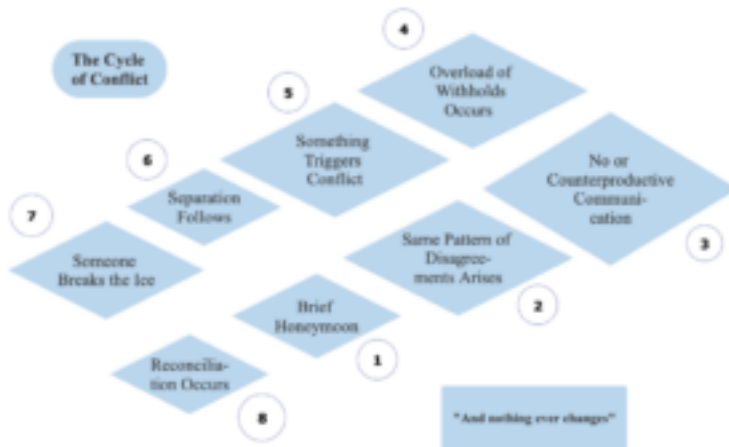 The Cycle
of Conflict
4
Overload of
Withholds
Occurs
5
Something
Triggers
Conflict
6
Separation
Follows
7
Someone
Breaks the Ice
No or
Counterproductive
Communi-
cation
3
Same Pattern of
Disagree-
ments Arises
2
Brief
Honeymoon
1
Reconcilia-
tion Occurs
8
"And nothing ever changes"